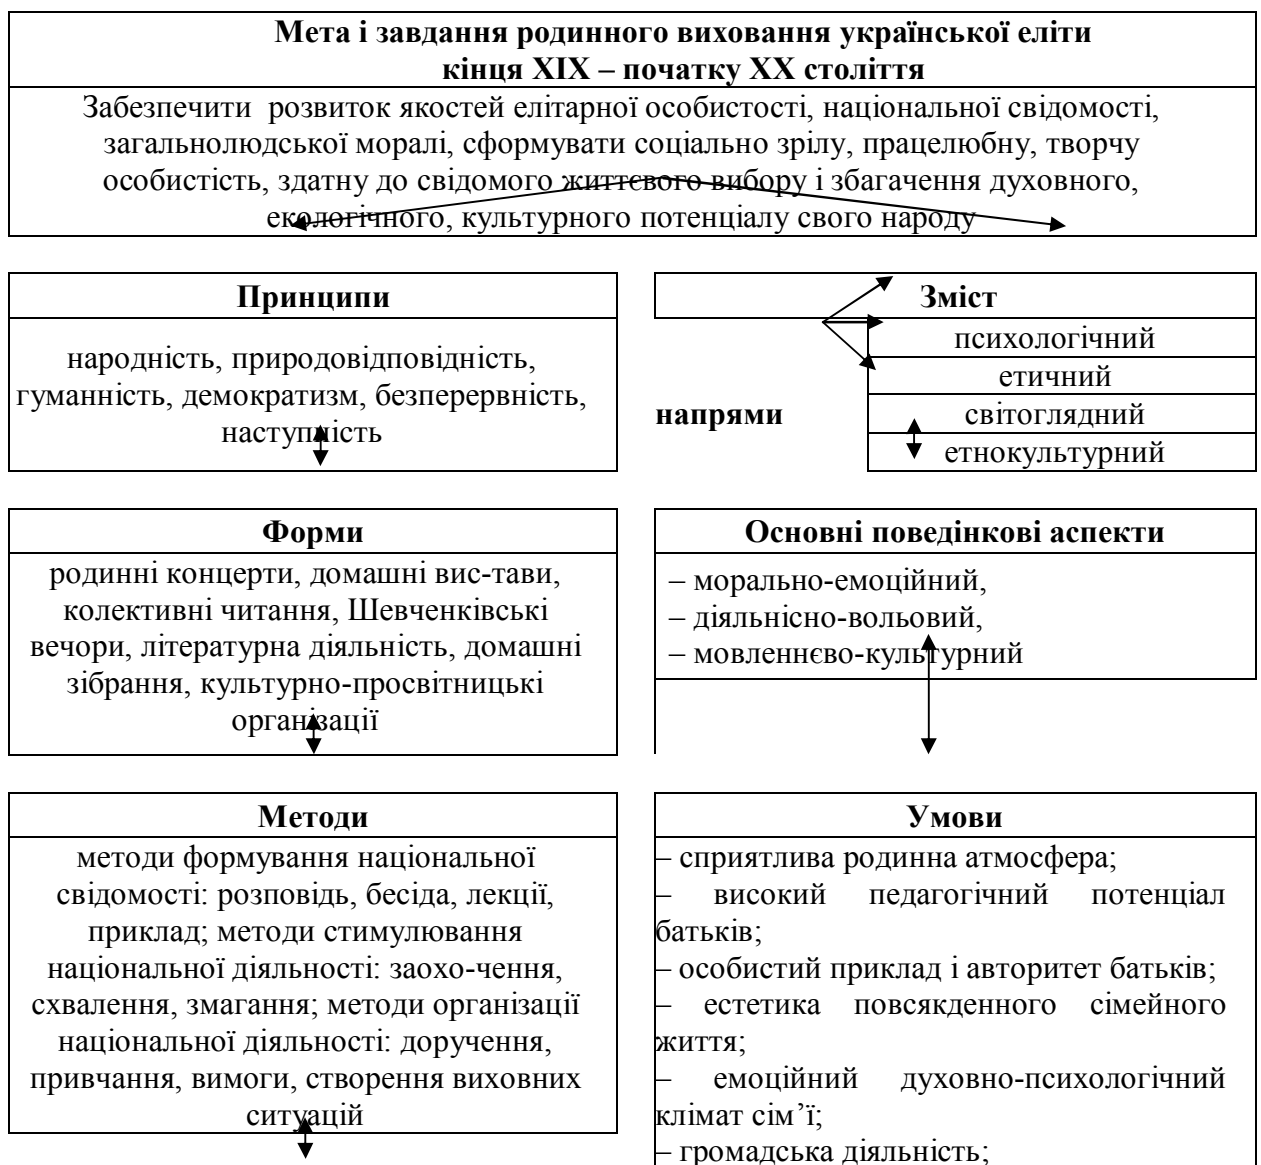 Мета і завдання родинного виховання української еліти
кінця ХІХ – початку ХХ століття
Забезпечити розвиток якостей елітарної особистості, національної свідомості,
загальнолюдської моралі, сформувати соціально зрілу, працелюбну, творчу
особистість, здатну до свідомого життєвого вибору і збагачення духовного,
екологічного, культурного потенціалу свого народу
Принципи
народність, природовідповідність,
гуманність, демократизм, безперервність,
наступність
Зміст
напрями
психологічний
етичний
світоглядний
етнокультурний
Форми
родинні концерти, домашні вис-тави,
колективні читання, Шевченківські
вечори, літературна діяльність, домашні
зібрання, культурно-просвітницькі
організації
Основні поведінкові аспекти
– морально-емоційний,
– діяльнісно-вольовий,
– мовленнєво-культурний
Методи
методи формування національної
свідомості: розповідь, бесіда, лекції,
приклад; методи стимулювання
національної діяльності: заохо-чення,
схвалення, змагання; методи організації
національної діяльності: доручення,
привчання, вимоги, створення виховних
ситуацій
Умови
– сприятлива родинна атмосфера;
– високий педагогічний потенціал
батьків;
– особистий приклад і авторитет батьків;
– естетика повсякденного сімейного
життя;
– емоційний духовно-психологічний
клімат сім’ї;
– громадська діяльність;